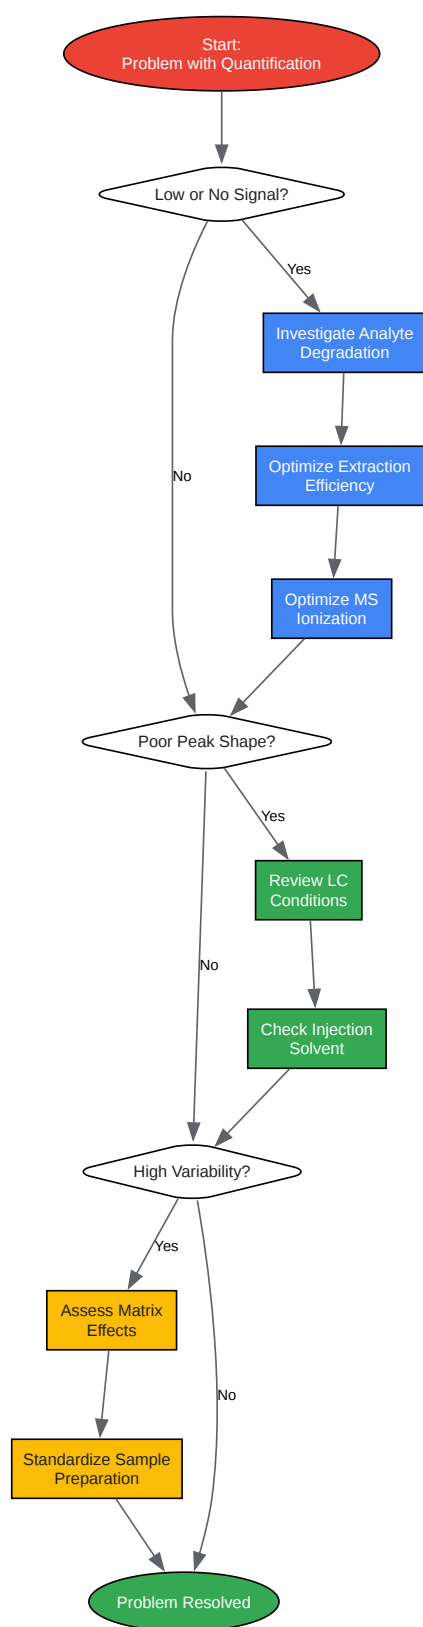 Start:
Problem with Quantification
Low or No Signal?
Yes
Investigate Analyte
Degradation
Optimize Extraction
Efficiency
No
Optimize MS
Ionization
Poor Peak Shape?
Yes
Review LC
Conditions
No
Check Injection
Solvent
High Variability?
Yes
Assess Matrix
Effects
No
Standardize Sample
Preparation
Problem Resolved